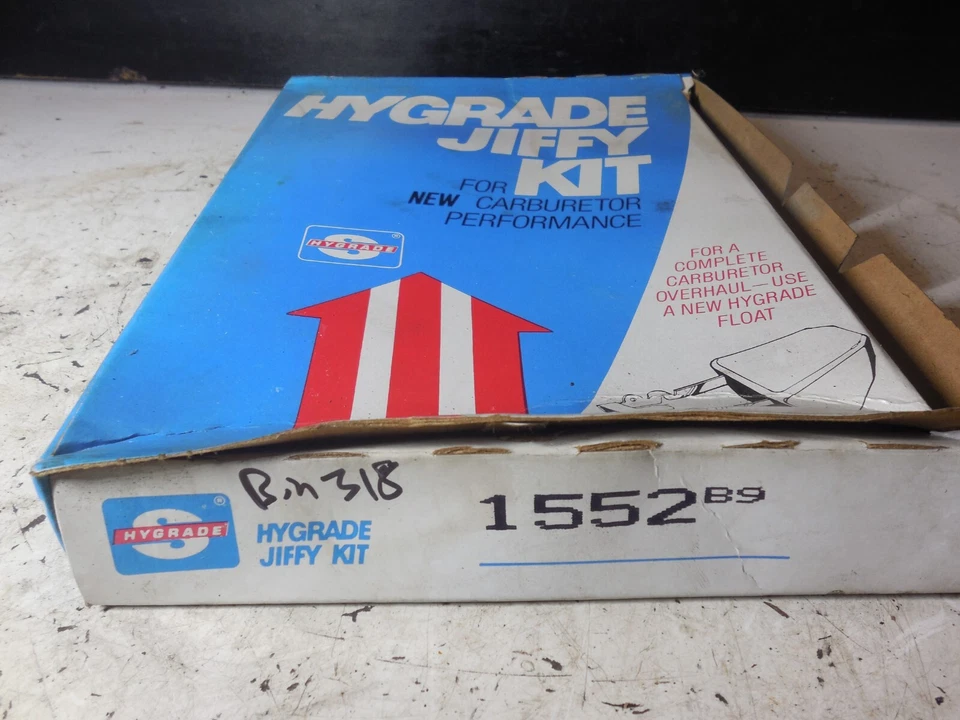 HYGRADE
JIFFY
KIT
FOR
NEW CARBURETOR
PERFORMANCE
HYGRADE ®
FOR A
COMPLETE
CARBURETOR
OVERHAUL—USE
A NEW HYGRADE
FLOAT
Bin 318
HYGRADE ®
HYGRADE
JIFFY KIT
1552B9